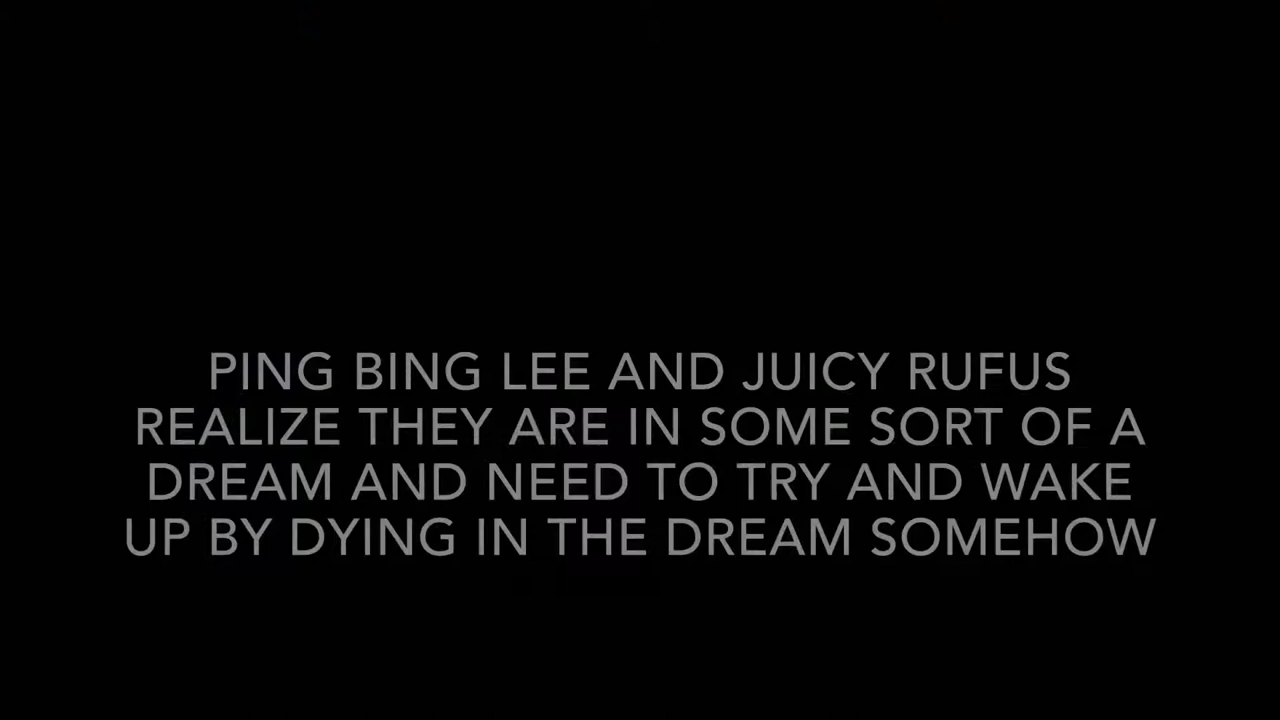 PING BING LEE AND JUICY RUFUS
REALIZE THEY ARE IN SOME SORT OF A
DREAM AND NEED TO TRY AND WAKE
UP BY DYING IN THE DREAM SOMEHOW